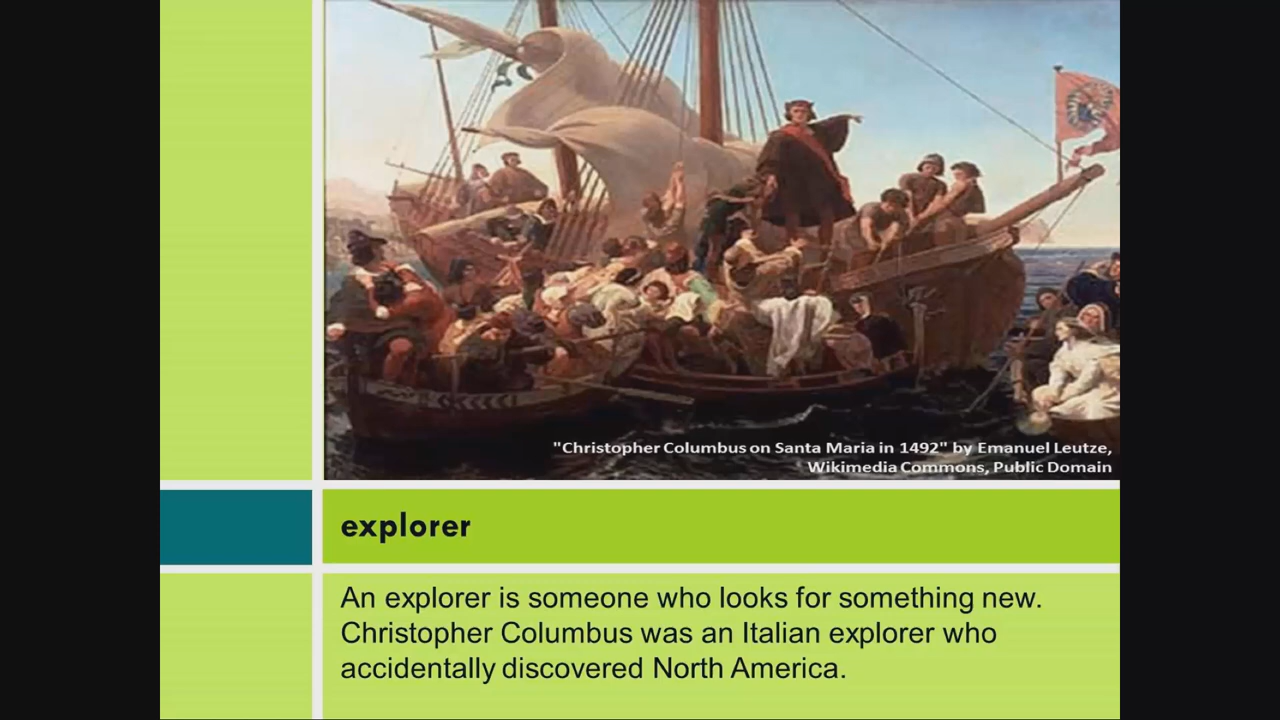 "Christopher Columbus on Santa Maria in 1492" by Emanuel Leutze,
Wikimedia Commons, Public Domain
explorer
An explorer is someone who looks for something new.
Christopher Columbus was an Italian explorer who
accidentally discovered North America.